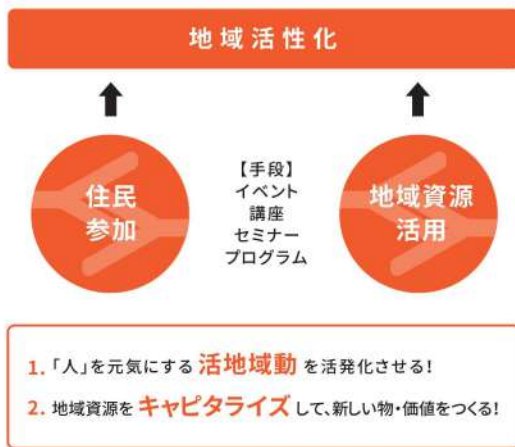 地域活性化
住民
参加
【手段】
イベント
講座
セミナー
プログラム
地域資源
活用
1. 「人」を元気にする 活地域動 を活発化させる!
2. 地域資源を キャピタライズ して、新しい物・価値をつくる!